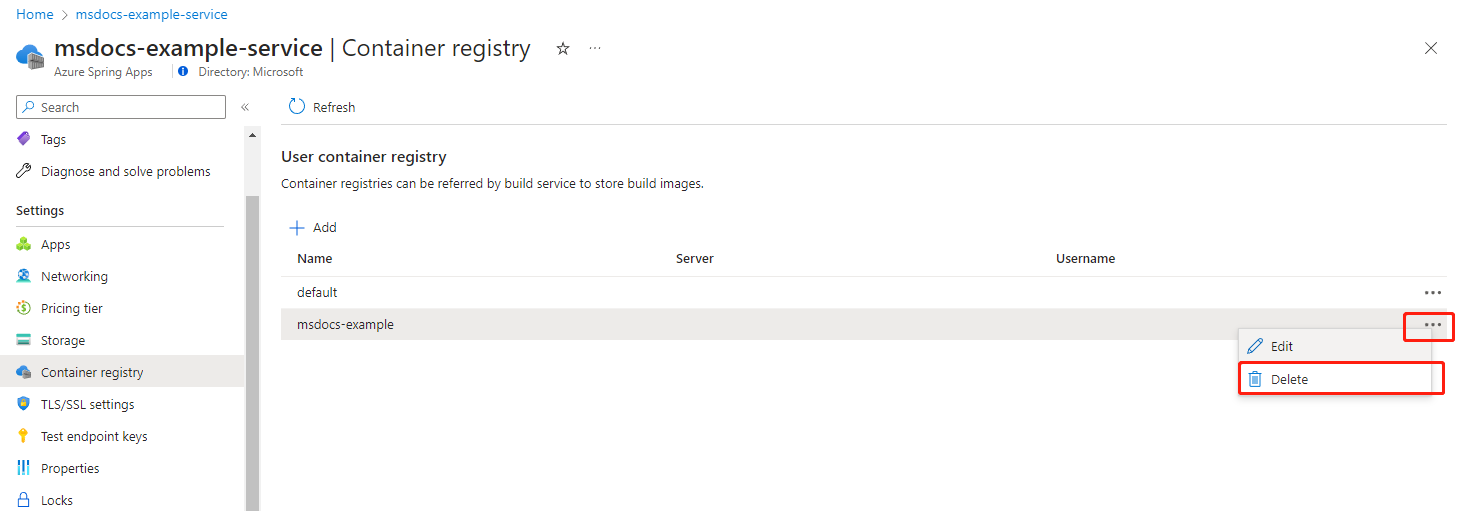 Home > msdocs-example-service
msdocs-example-service | Container registry
Azure Spring Apps
Directory: Microsoft
Search
Tags
Diagnose and solve problems
Settings
Apps
Networking
Pricing tier
Storage
Container registry
TLS/SSL settings
Test endpoint keys
Properties
Locks
Refresh
User container registry
Container registries can be referred by build service to store build images.
Add
Name Server Username
default
msdocs-example
Edit
Delete